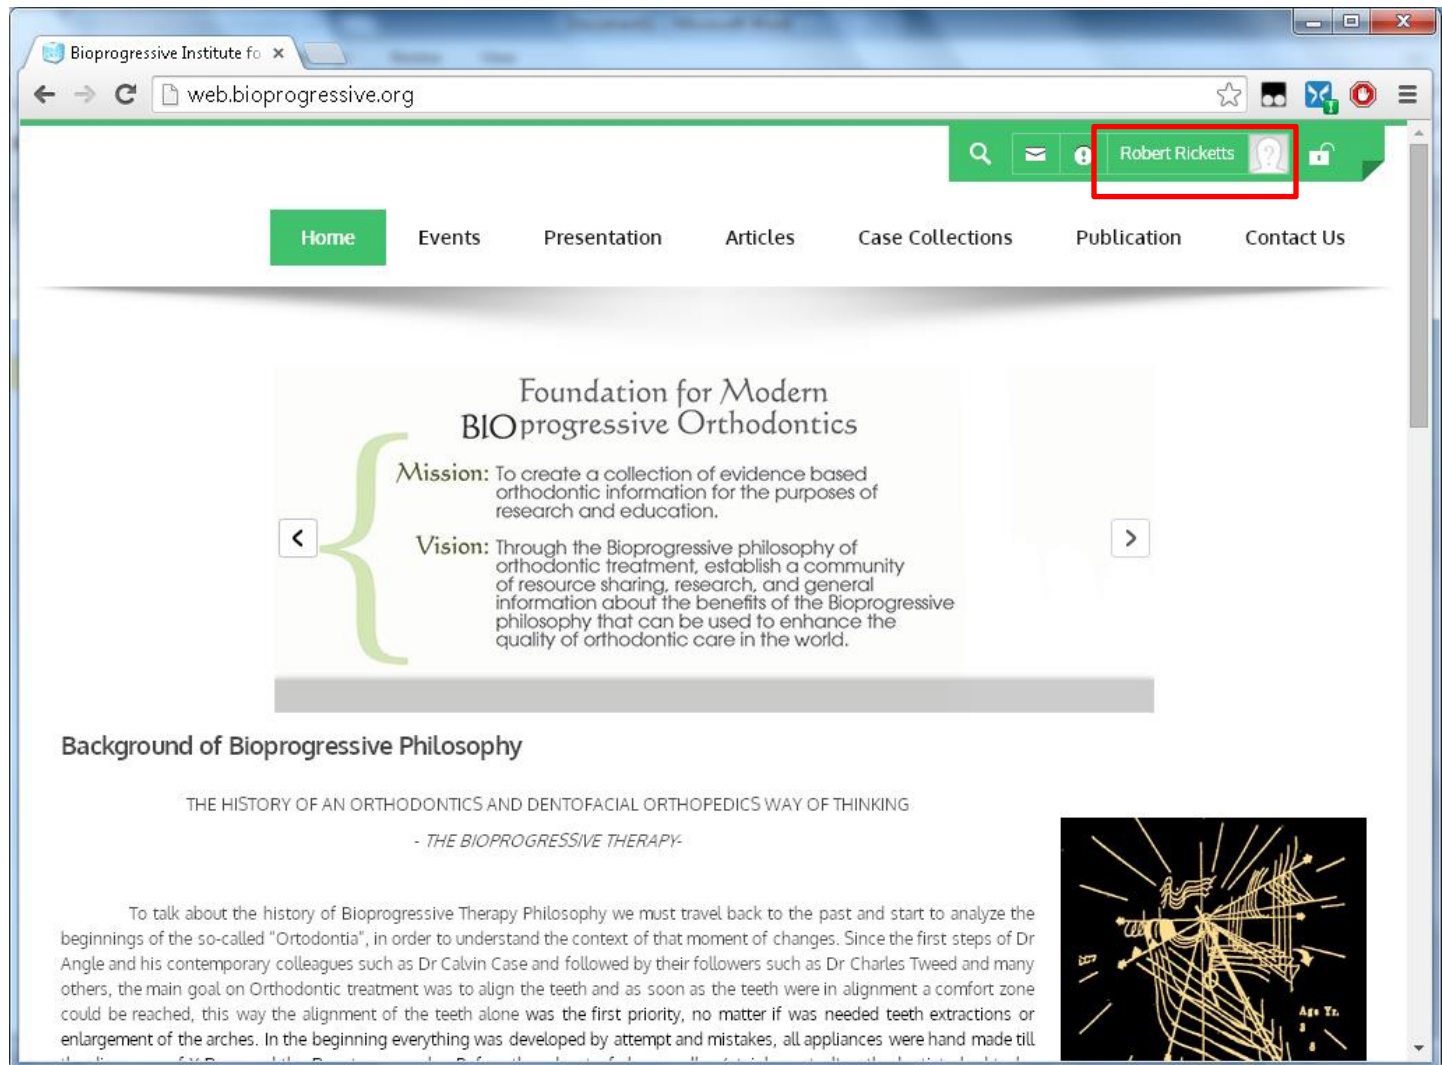 Bioprogressive Institute fo
web.bioprogressive.org
Robert Ricketts
Home Events Presentation Articles Case Collections Publication Contact Us
Foundation for Modern
BIOprogressive Orthodontics
Mission: To create a collection of evidence based
orthodontic information for the purposes of
research and education.
Vision: Through the Bioprogressive philosophy of
orthodontic treatment, establish a community
of resource sharing, research, and general
information about the benefits of the Bioprogressive
philosophy that can be used to enhance the
quality of orthodontic care in the world.
Background of Bioprogressive Philosophy
THE HISTORY OF AN ORTHODONTICS AND DENTOFACIAL ORTHOPEDICS WAY OF THINKING
- THE BIOPROGRESSIVE THERAPY-
To talk about the history of Bioprogressive Therapy Philosophy we must travel back to the past and start to analyze the
beginnings of the so-called "Ortodontia", in order to understand the context of that moment of changes. Since the first steps of Dr
Angle and his contemporary colleagues such as Dr Calvin Case and followed by their followers such as Dr Charles Tweed and many
others, the main goal on Orthodontic treatment was to align the teeth and as soon as the teeth were in alignment a comfort zone
could be reached, this way the alignment of the teeth alone was the first priority, no matter if was needed teeth extractions or
enlargement of the arches. In the beginning everything was developed by attempt and mistakes, all appliances were hand made till
Age Yr.
3
8